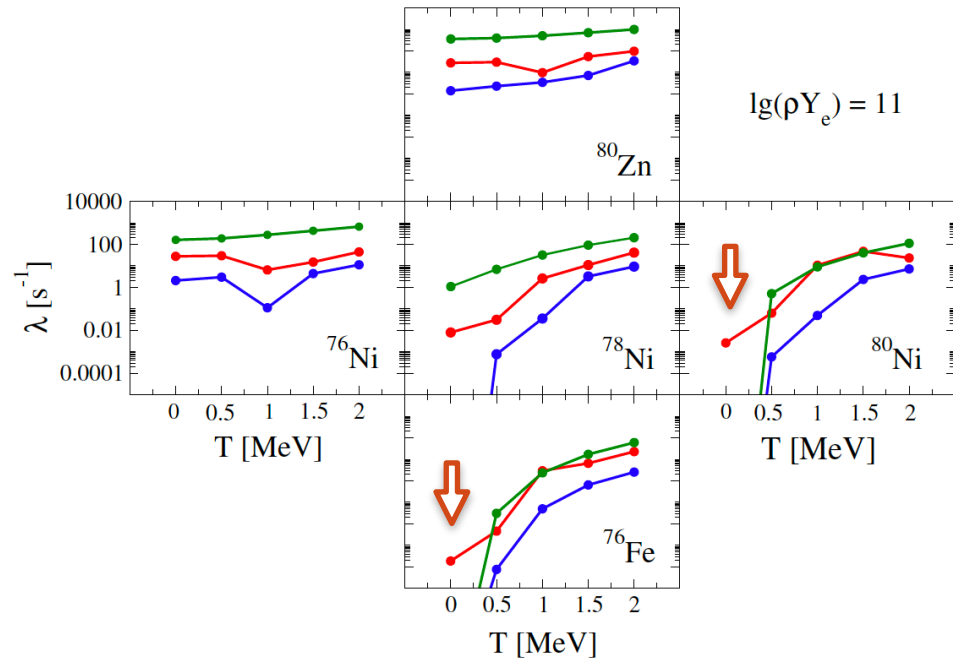 lg(ρY_e) = 11
⁸⁰Zn
10000
100
1
0.01
0.0001
λ [s⁻¹]
⁷⁶Ni
⁷⁸Ni
⁸⁰Ni
0 0.5 1 1.5 2
T [MeV]
0 0.5 1 1.5 2
T [MeV]
⁷⁶Fe
0 0.5 1 1.5 2
T [MeV]